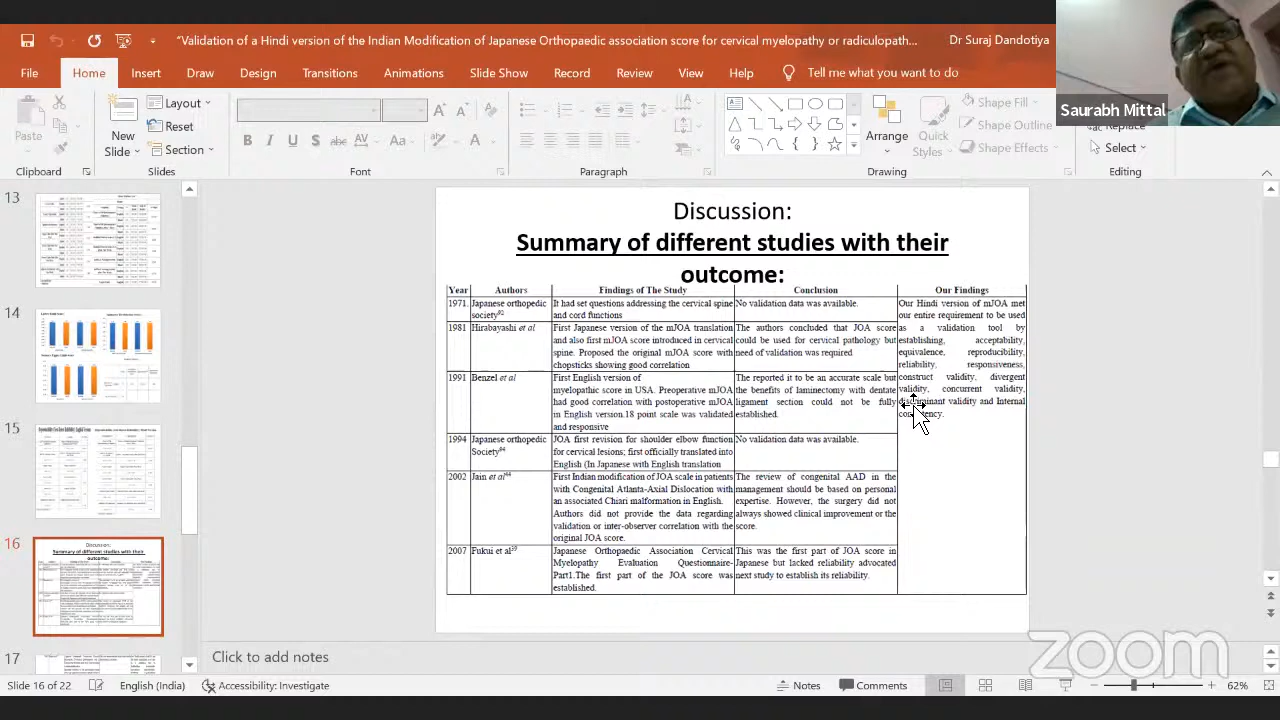 "Validation of a Hindi version of the Indian Modification of Japanese Orthopaedic association score for cervical myelopathy or radiculopath...
Dr Suraj Dandotiya
File Home Insert Draw Design Transitions Animations Slide Show Record Review View Help Tell me what you want to do
Saurabh Mittal
Paste
New
Slide
Layout
Reset
Section
Arrange
Quick
Styles
Shape Fill
Shape Outline
Shape Effects
Replace
Select
Clipboard Slides Font Paragraph Drawing Editing
13
14
15
16
17
Discussion:
Summary of different studies with their
outcome:
Year Authors Findings of The Study Conclusion Our Findings
1971. Japanese orthopedic
society
It had set questions addressing the cervical spine
and cord functions
No validation data was available.
1981 Hirabayashi et al
First Japanese version of the mJOA translation
and also first mJOA score introduced in cervical
spine. Proposed the original mJOA score with
chopsticks showing good correlation
The authors concluded that JOA score
could be used for cervical pathology but
need of validation was required
1991 Benzel et al
First English version of
myelopathic score in USA. Preoperative mJOA
had good correlation with postoperative mJOA
in English version.18 point scale was validated
and responsive
The reported it to be an accurate scale but
the benefits of laminectomy with dentate
ligament section could not be fully
established.
1994 Japanese orthopedic
Society
JOA first revision for shoulder elbow function
for cervical lesions; first officially translated into
English (In Japanese with English translation
No validation data was available.
2002 Jain et al
First Indian modification of JOA scale in patients
with Congenital Atlanto-Axial Dislocation with
an associated Chiari malformation in English.
Authors did not provide the data regarding
validation or inter-observer correlation with the
original JOA score.
The review of congenital AAD in the
management should be based on personal
expertise. However, the surgery did not
always showed clinical improvement or the
score.
2007 et al
Japanese Orthopaedic Association Cervical
Myelopathy Evaluation Questionnaire-
part1.The first part of the JOA score was
established.
This was the first part of JOA score in
Japanese but lacked reliability advocated
next study to establish its reliability.
Our Hindi version of mJOA met
our entire requirement to be used
as a validation tool by
establishing, acceptability,
equivalence, reproducibility,
reliability, responsiveness,
construct validity, divergent
validity, concurrent validity,
discriminant validity and Internal
consistency.
Click to add notes
zoom
Slide 16 of 22 English (India) Accessibility: Investigate Notes Comments 62%